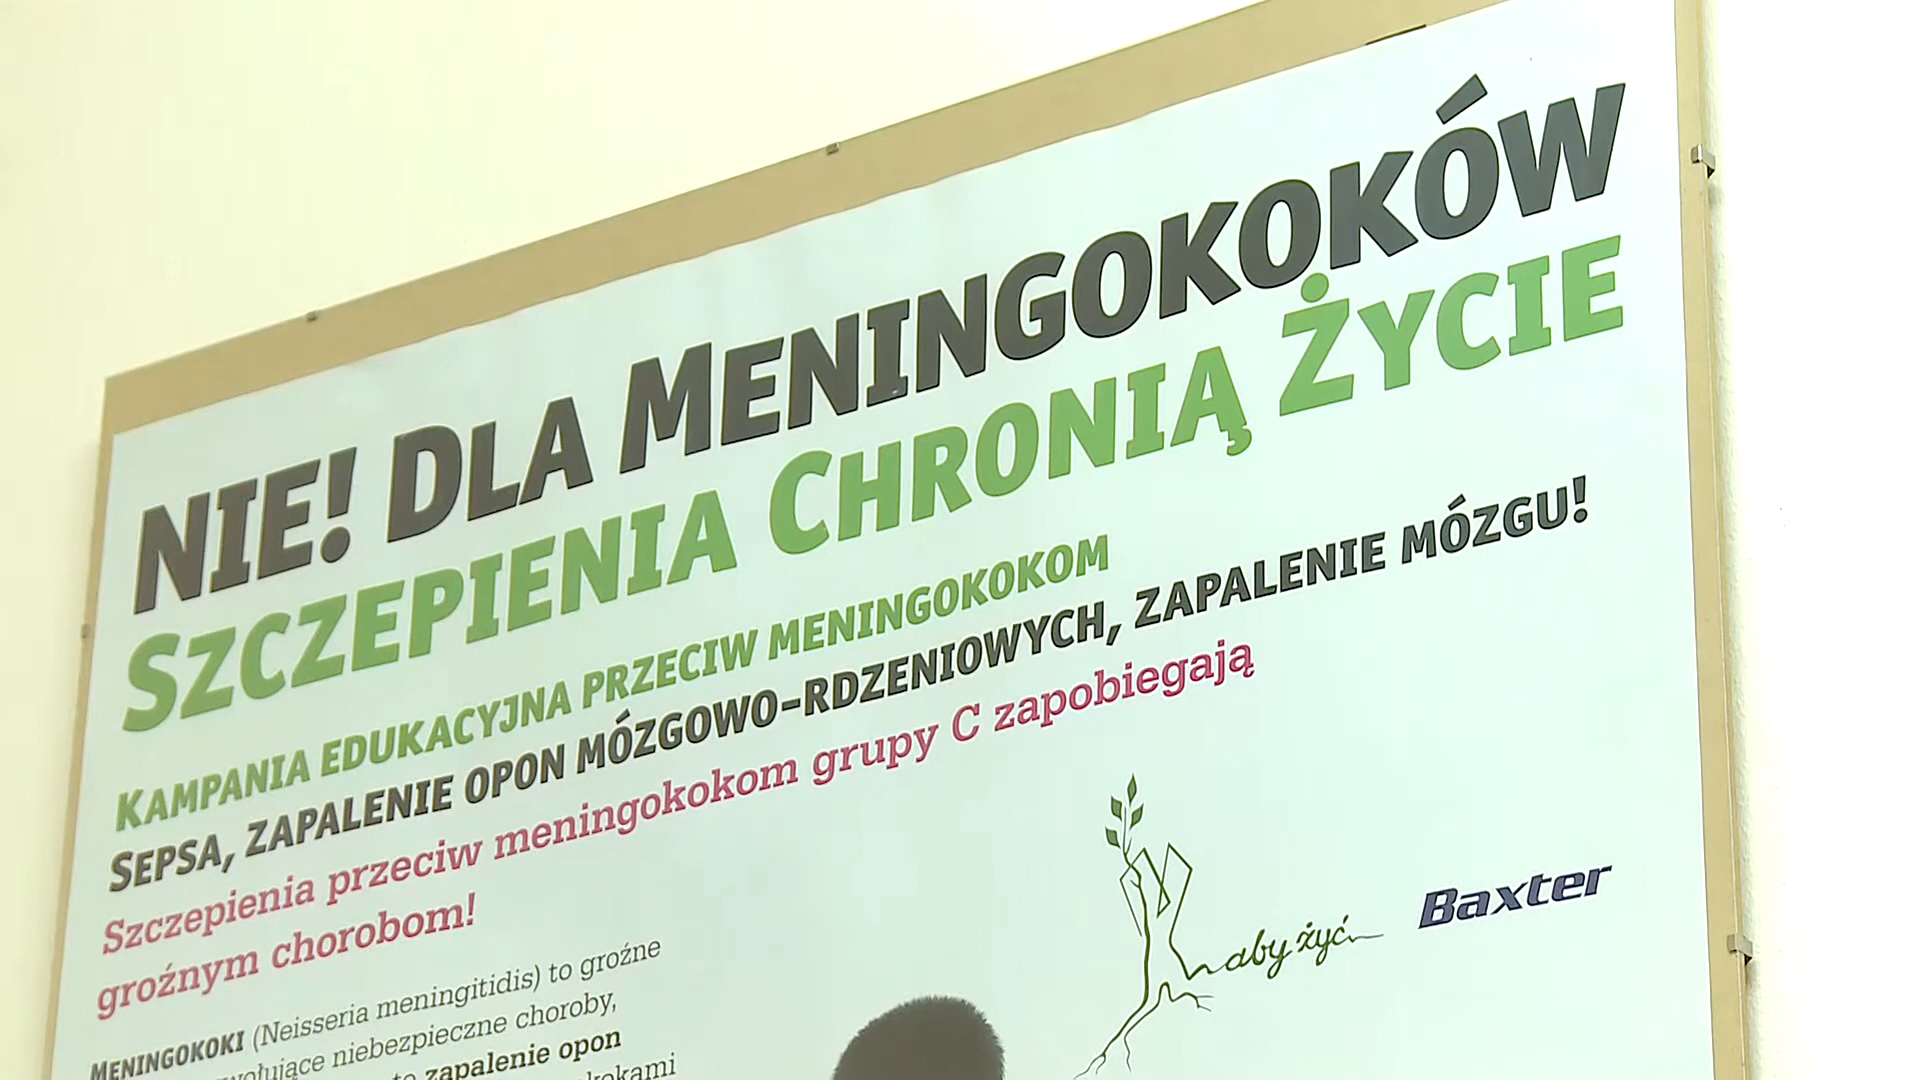 NIE! DLA MENINGOKOKÓW
SZCZEPIENIA CHRONIĄ ŻYCIE
KAMPANIA EDUKACYJNA PRZECIW MENINGOKOKOM
SEPSA, ZAPALENIE OPON MÓZGOWO-RDZENIOWYCH, ZAPALENIE MÓZGU!
Szczepienia przeciw meningokokom grupy C zapobiegają
groźnym chorobom!
aby żyć
Baxter
MENINGOKOKI (Neisseria meningitidis) to groźne
niebezpieczne choroby,
zapalenie opon